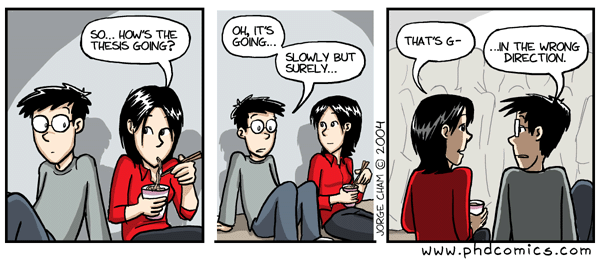 SO... HOW'S THE
THESIS GOING?
OH, IT'S
GOING...
SLOWLY BUT
SURELY...
JORGE CHAM © 2004
THAT'S G-
...IN THE WRONG
DIRECTION.
www.phdcomics.com